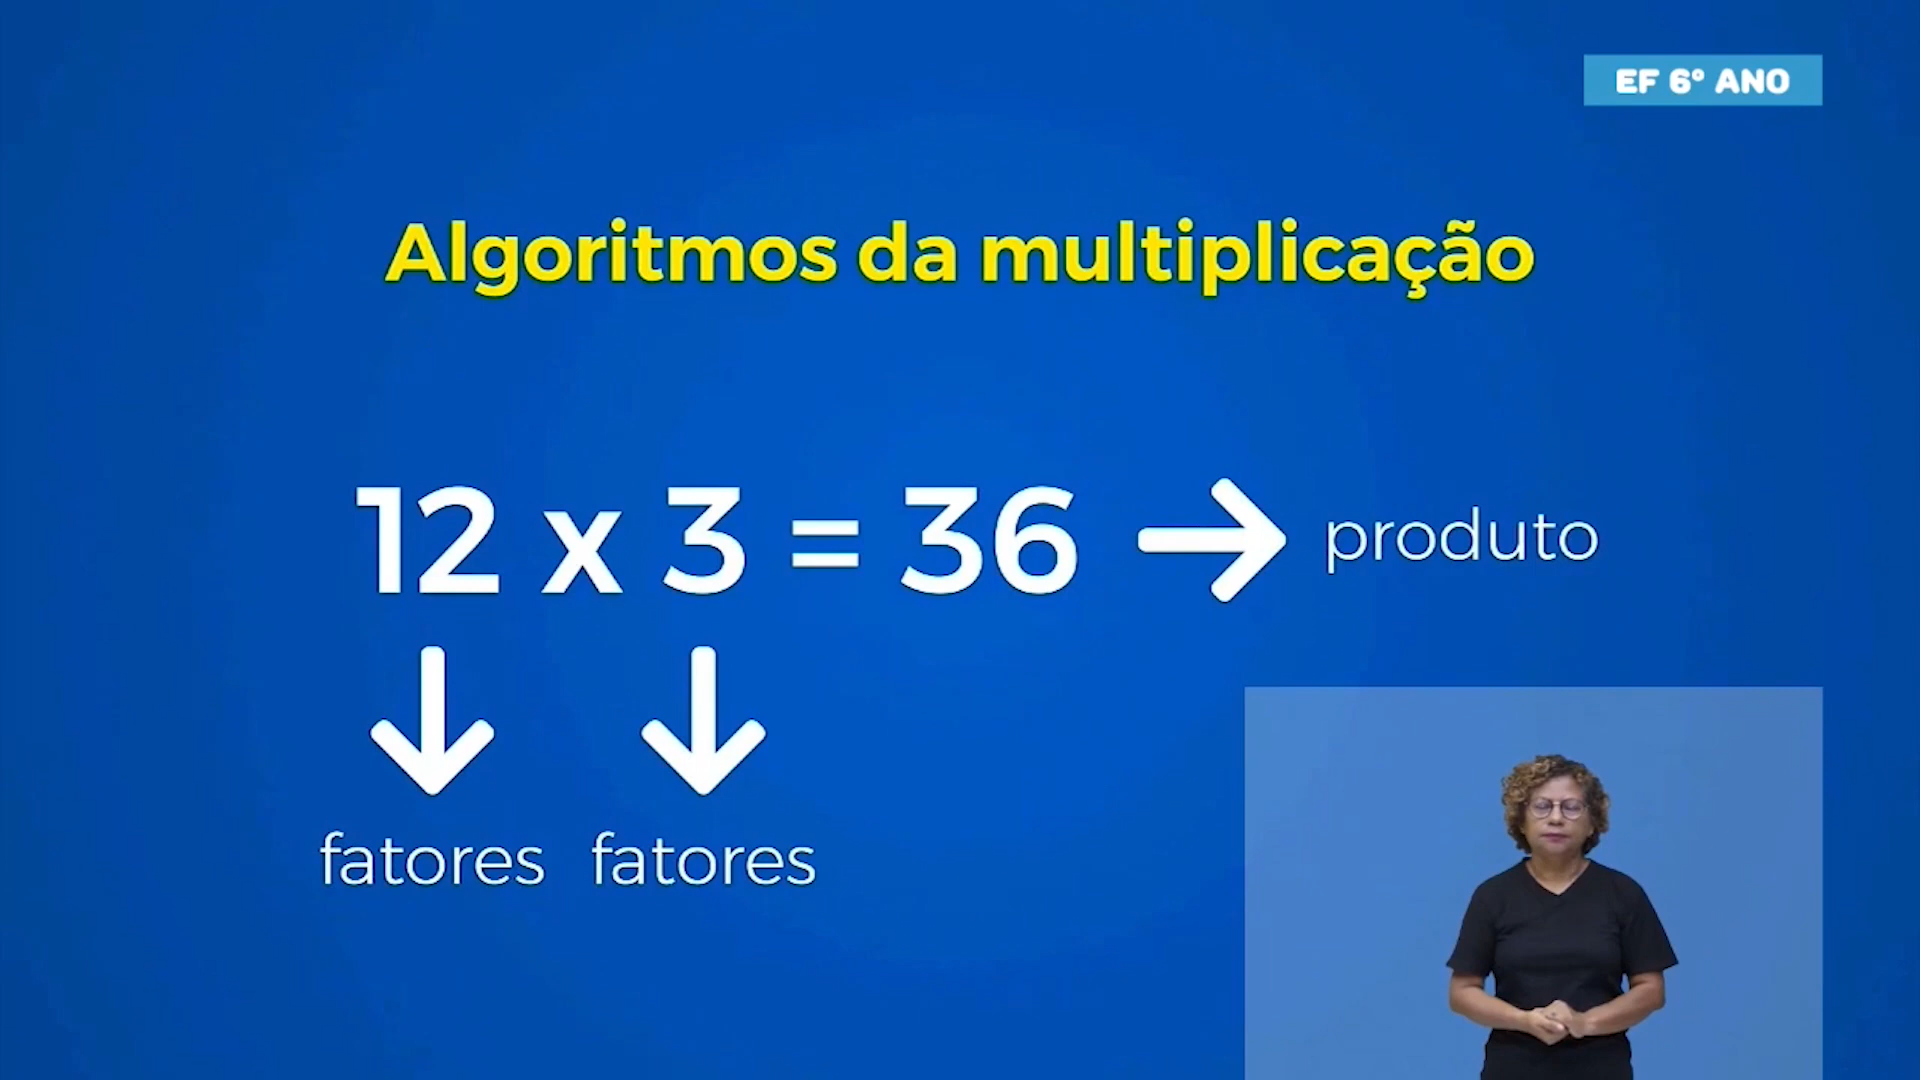 EF 6º ANO
Algoritmos da multiplicação
12 x 3 = 36 → produto
fatores fatores